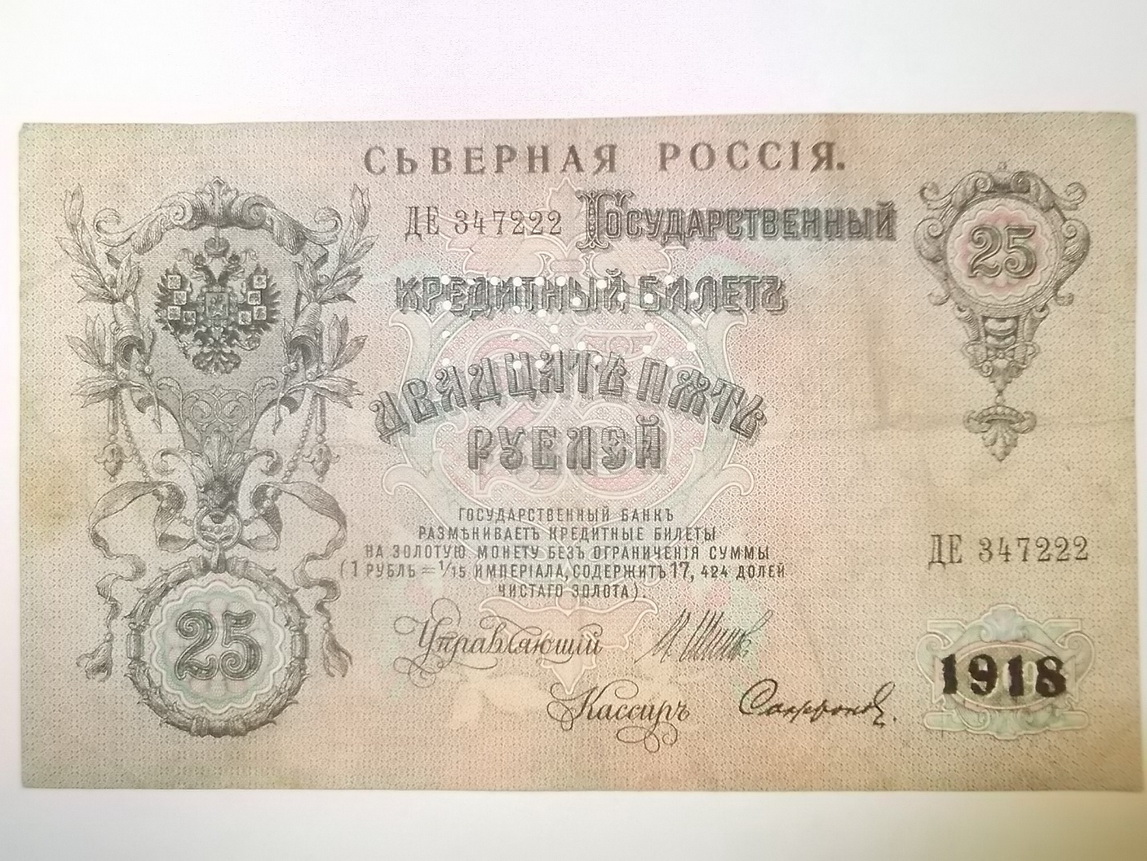 СЬВЕРНАЯ РОССІЯ.
ДЕ 347222 ГОСУДАРСТВЕННЫЙ
25
КРЕДИТНЫЙ БИЛЕТЪ
ДВАДЦАТЬ ПЯТЬ
РУБЛЕЙ
ГОСУДАРСТВЕННЫЙ БАНКЪ
РАЗМѢНИВАЕТЪ КРЕДИТНЫЕ БИЛЕТЫ
НА ЗОЛОТУЮ МОНЕТУ БЕЗЪ ОГРАНИЧЕНІЯ СУММЫ
(1 РУБЛЬ = 1/15 ИМПЕРІАЛА, СОДЕРЖИТЪ 17, 424 ДОЛЕЙ
ЧИСТАГО ЗОЛОТА).
ДЕ 347222
25
Управляющій
Кассиръ
1918